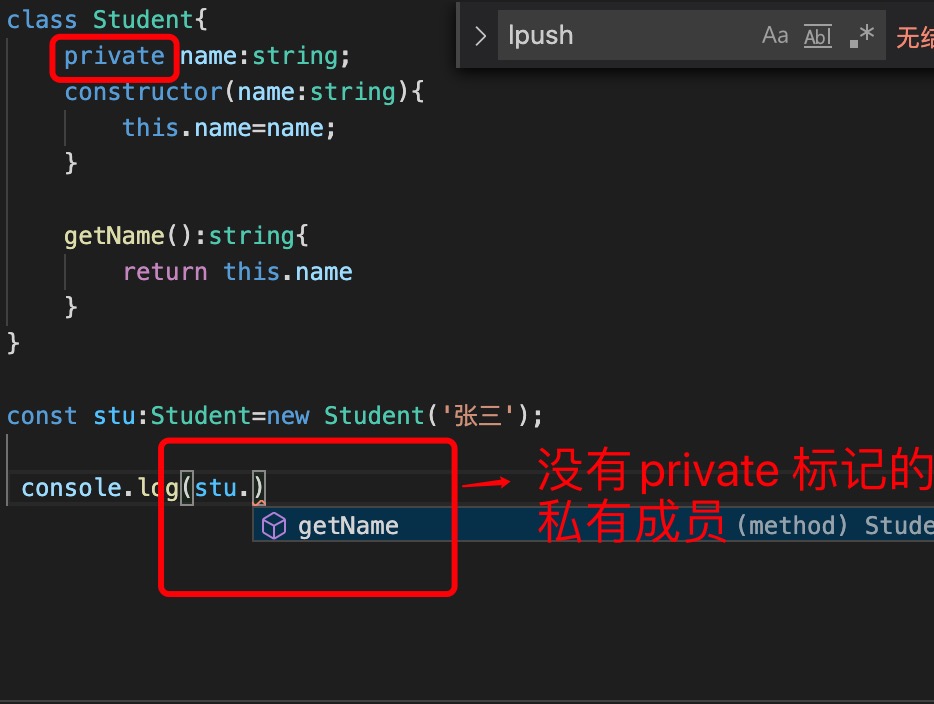 class Student{
lpush Aa Abl .* 无结
private name:string;
constructor(name:string){
this.name=name;
}
getName():string{
return this.name
}
}
const stu:Student=new Student('张三');
console.log(stu.)
没有private 标记的
私有成员
getName (method) Stude